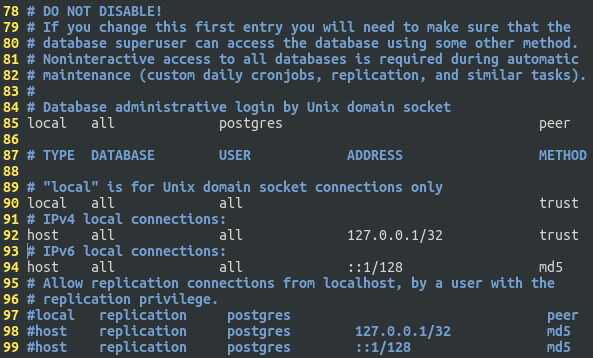 78 # DO NOT DISABLE!
79 # If you change this first entry you will need to make sure that the
80 # database superuser can access the database using some other method.
81 # Noninteractive access to all databases is required during automatic
82 # maintenance (custom daily cronjobs, replication, and similar tasks).
83 #
84 # Database administrative login by Unix domain socket
85 local   all             postgres                                peer
86
87 # TYPE  DATABASE        USER            ADDRESS                 METHOD
88
89 # "local" is for Unix domain socket connections only
90 local   all             all                                     trust
91 # IPv4 local connections:
92 host    all             all             127.0.0.1/32            trust
93 # IPv6 local connections:
94 host    all             all             ::1/128                 md5
95 # Allow replication connections from localhost, by a user with the
96 # replication privilege.
97 #local   replication     postgres                                peer
98 #host    replication     postgres        127.0.0.1/32            md5
99 #host    replication     postgres        ::1/128                 md5